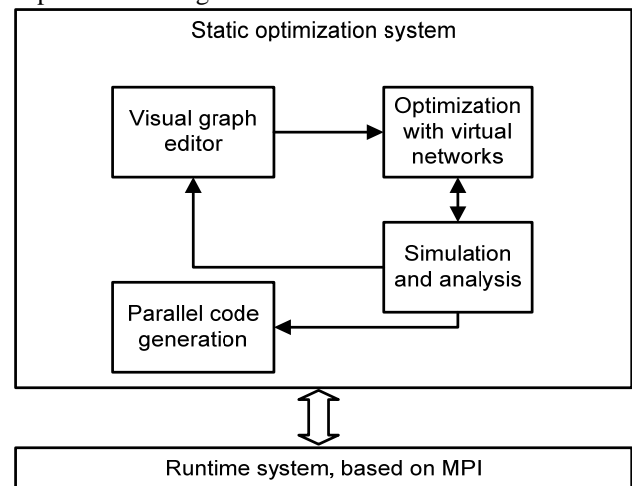 Static optimization system
Visual graph
editor
Optimization
with virtual
networks
Simulation
and analysis
Parallel code
generation
Runtime system, based on MPI